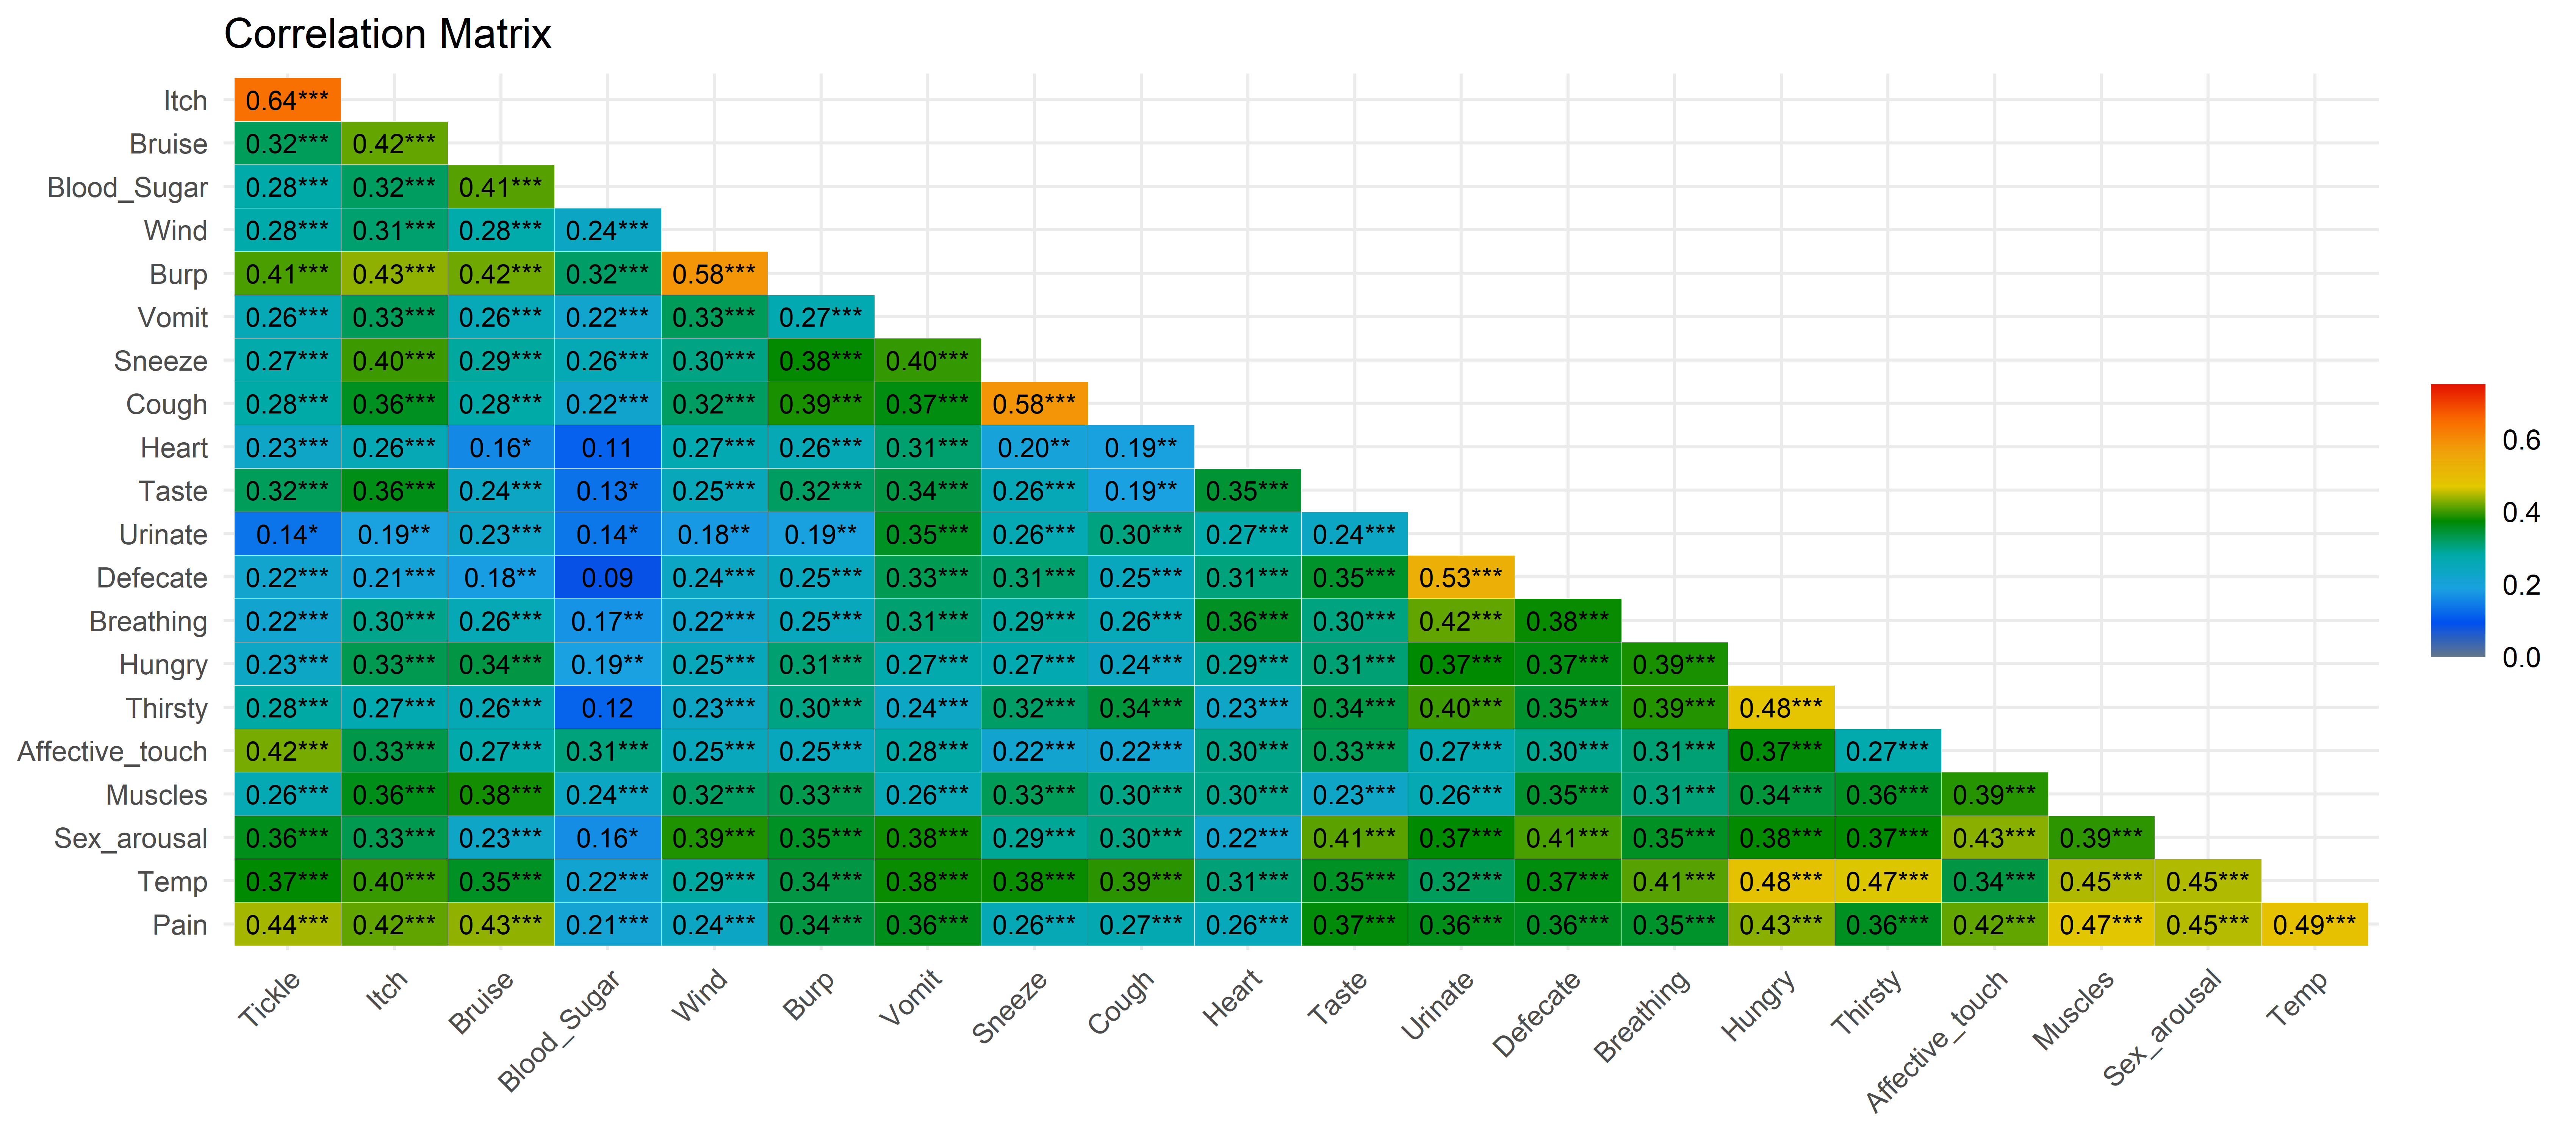 Correlation Matrix
Itch 0.64***
Bruise 0.32*** 0.42***
Blood_Sugar 0.28*** 0.32*** 0.41***
Wind 0.28*** 0.31*** 0.28*** 0.24***
Burp 0.41*** 0.43*** 0.42*** 0.32*** 0.58***
Vomit 0.26*** 0.33*** 0.26*** 0.22*** 0.33*** 0.27***
Sneeze 0.27*** 0.40*** 0.29*** 0.26*** 0.30*** 0.38*** 0.40***
Cough 0.28*** 0.36*** 0.28*** 0.22*** 0.32*** 0.39*** 0.37*** 0.58***
Heart 0.23*** 0.26*** 0.16* 0.11 0.27*** 0.26*** 0.31*** 0.20** 0.19**
Taste 0.32*** 0.36*** 0.24*** 0.13* 0.25*** 0.32*** 0.34*** 0.26*** 0.19** 0.35***
Urinate 0.14* 0.19** 0.23*** 0.14* 0.18** 0.19** 0.35*** 0.26*** 0.30*** 0.27*** 0.24***
Defecate 0.22*** 0.21*** 0.18** 0.09 0.24*** 0.25*** 0.33*** 0.31*** 0.25*** 0.31*** 0.35*** 0.53***
Breathing 0.22*** 0.30*** 0.26*** 0.17** 0.22*** 0.25*** 0.31*** 0.29*** 0.26*** 0.36*** 0.30*** 0.42*** 0.38***
Hungry 0.23*** 0.33*** 0.34*** 0.19** 0.25*** 0.31*** 0.27*** 0.27*** 0.24*** 0.29*** 0.31*** 0.37*** 0.37*** 0.39***
Thirsty 0.28*** 0.27*** 0.26*** 0.12 0.23*** 0.30*** 0.24*** 0.32*** 0.34*** 0.23*** 0.34*** 0.40*** 0.35*** 0.39*** 0.48***
Affective_touch 0.42*** 0.33*** 0.27*** 0.31*** 0.25*** 0.25*** 0.28*** 0.22*** 0.22*** 0.30*** 0.33*** 0.27*** 0.30*** 0.31*** 0.37*** 0.27***
Muscles 0.26*** 0.36*** 0.38*** 0.24*** 0.32*** 0.33*** 0.26*** 0.33*** 0.30*** 0.30*** 0.23*** 0.26*** 0.35*** 0.31*** 0.34*** 0.36*** 0.39***
Sex_arousal 0.36*** 0.33*** 0.23*** 0.16* 0.39*** 0.35*** 0.38*** 0.29*** 0.30*** 0.22*** 0.41*** 0.37*** 0.41*** 0.35*** 0.38*** 0.37*** 0.43*** 0.39***
Temp 0.37*** 0.40*** 0.35*** 0.22*** 0.29*** 0.34*** 0.38*** 0.38*** 0.39*** 0.31*** 0.35*** 0.32*** 0.37*** 0.41*** 0.48*** 0.47*** 0.34*** 0.45*** 0.45***
Pain 0.44*** 0.42*** 0.43*** 0.21*** 0.24*** 0.34*** 0.36*** 0.26*** 0.27*** 0.26*** 0.37*** 0.36*** 0.36*** 0.35*** 0.43*** 0.36*** 0.42*** 0.47*** 0.45*** 0.49***
Tickle Itch Bruise Blood_Sugar Wind Burp Vomit Sneeze Cough Heart Taste Urinate Defecate Breathing Hungry Thirsty Affective_touch Muscles Sex_arousal Temp
0.6
0.4
0.2
0.0